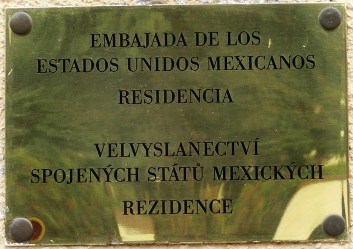 EMBAJADA DE LOS
ESTADOS UNIDOS MEXICANOS
RESIDENCIA
VELVYSLANECTVÍ
SPOJENÝCH STÁTŮ MEXICKÝCH
REZIDENCE